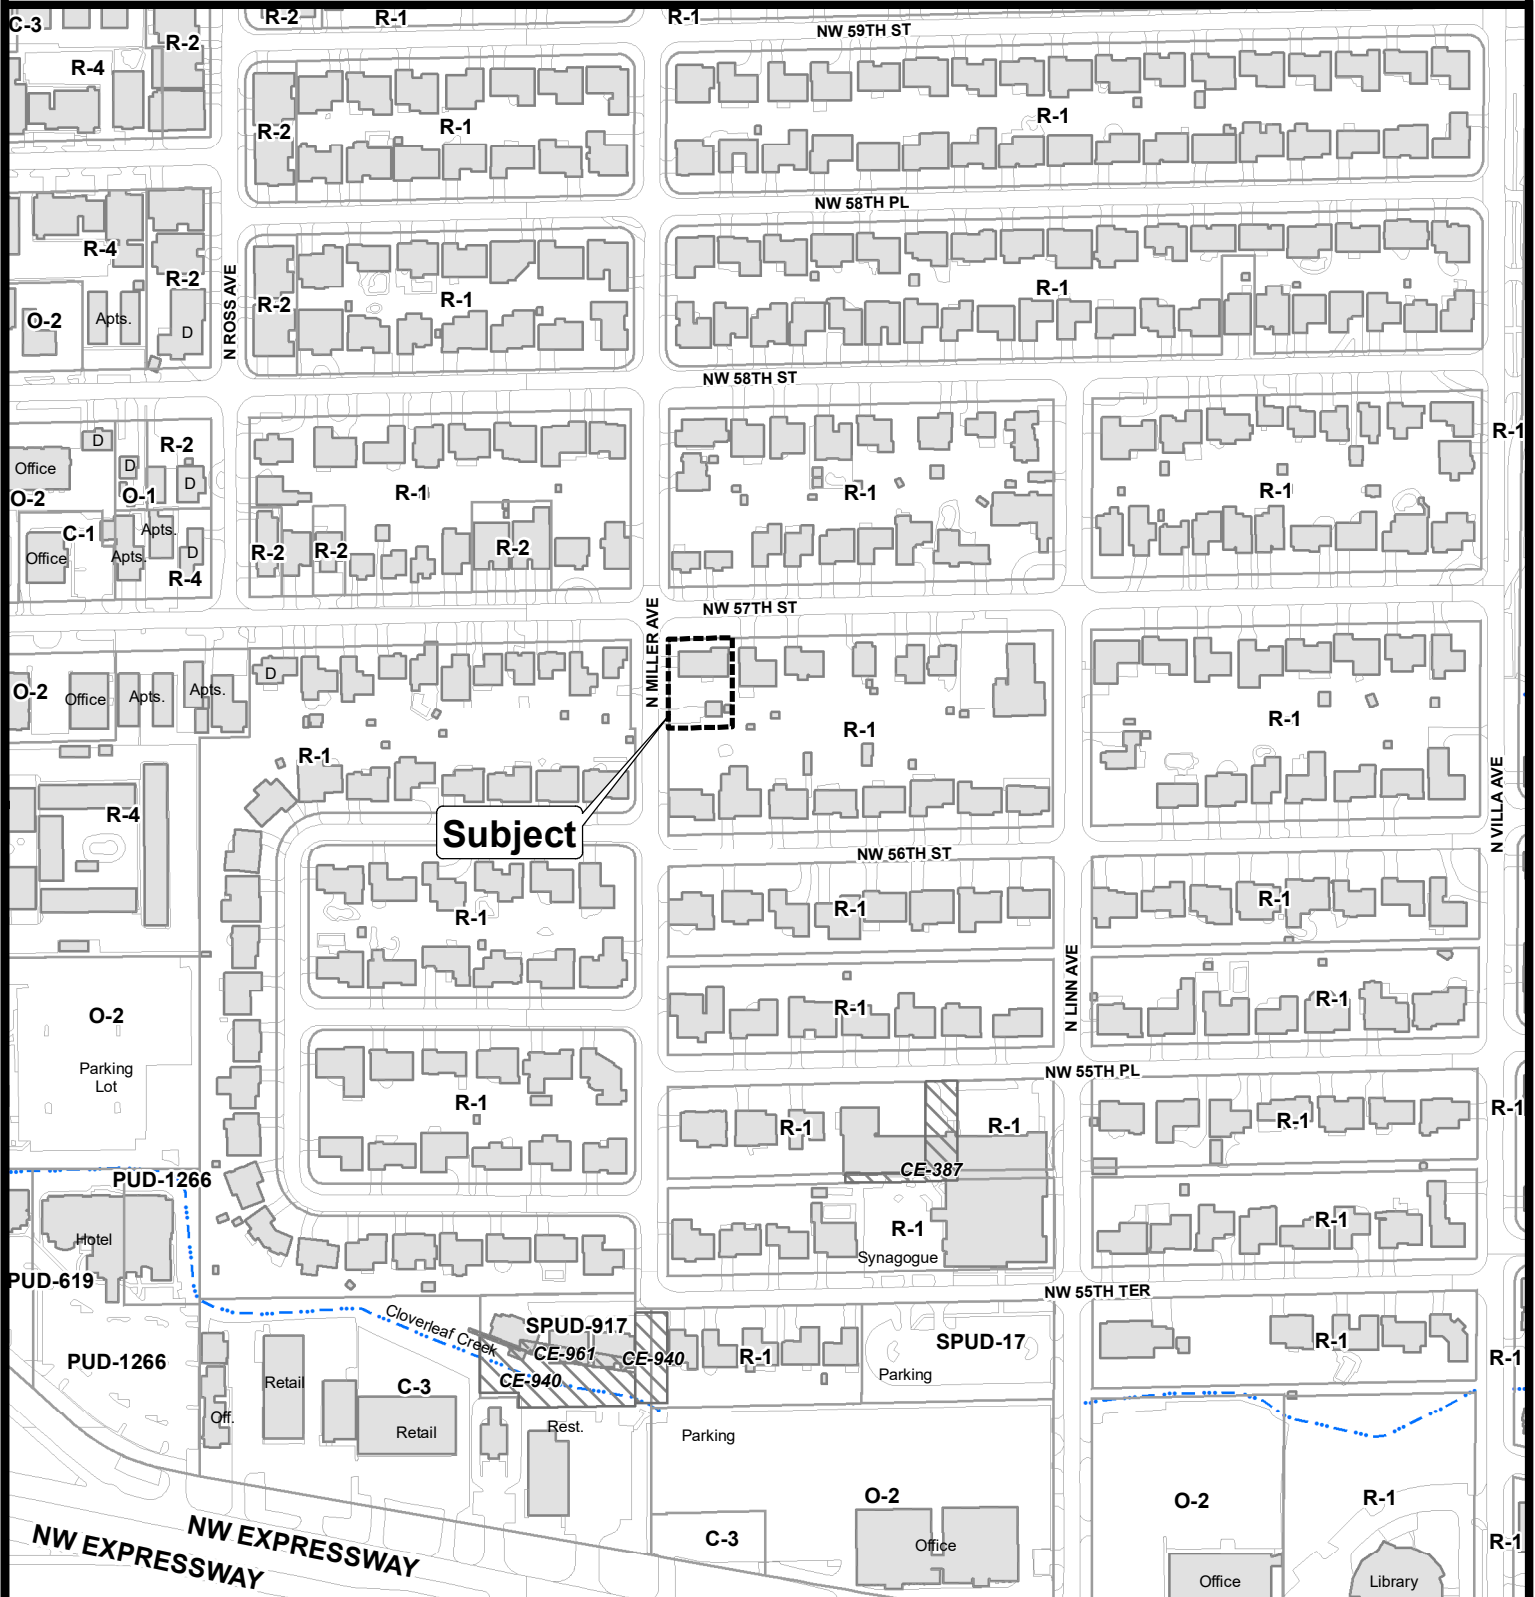 C-3
R-2
R-1
R-1
NW 59TH ST
R-2
R-4
R-2
R-1
R-1
NW 58TH PL
R-4
R-2
N ROSS AVE
R-2
R-1
R-1
O-2
Apts.
D
NW 58TH ST
D
R-2
R-1
Office
D
D
O-2
O-1
R-1
R-1
R-1
C-1
Apts.
Office
Apts.
D
R-4
R-2
R-2
R-2
N MILLER AVE
NW 57TH ST
D
O-2
Office
Apts.
Apts.
R-1
R-1
R-1
R-4
Subject
N VILLA AVE
NW 56TH ST
R-1
R-1
R-1
N LINN AVE
O-2
R-1
R-1
Parking
Lot
NW 55TH PL
R-1
R-1
R-1
R-1
R-1
CE-387
PUD-1266
Hotel
R-1
Synagogue
R-1
PUD-619
NW 55TH TER
Cloverleaf Creek
SPUD-917
CE-961
CE-940
CE-940
R-1
SPUD-17
Parking
R-1
R-1
PUD-1266
Retail
C-3
Off.
Retail
Rest.
Parking
O-2
O-2
R-1
C-3
Office
R-1
NW EXPRESSWAY
NW EXPRESSWAY
Office
Library